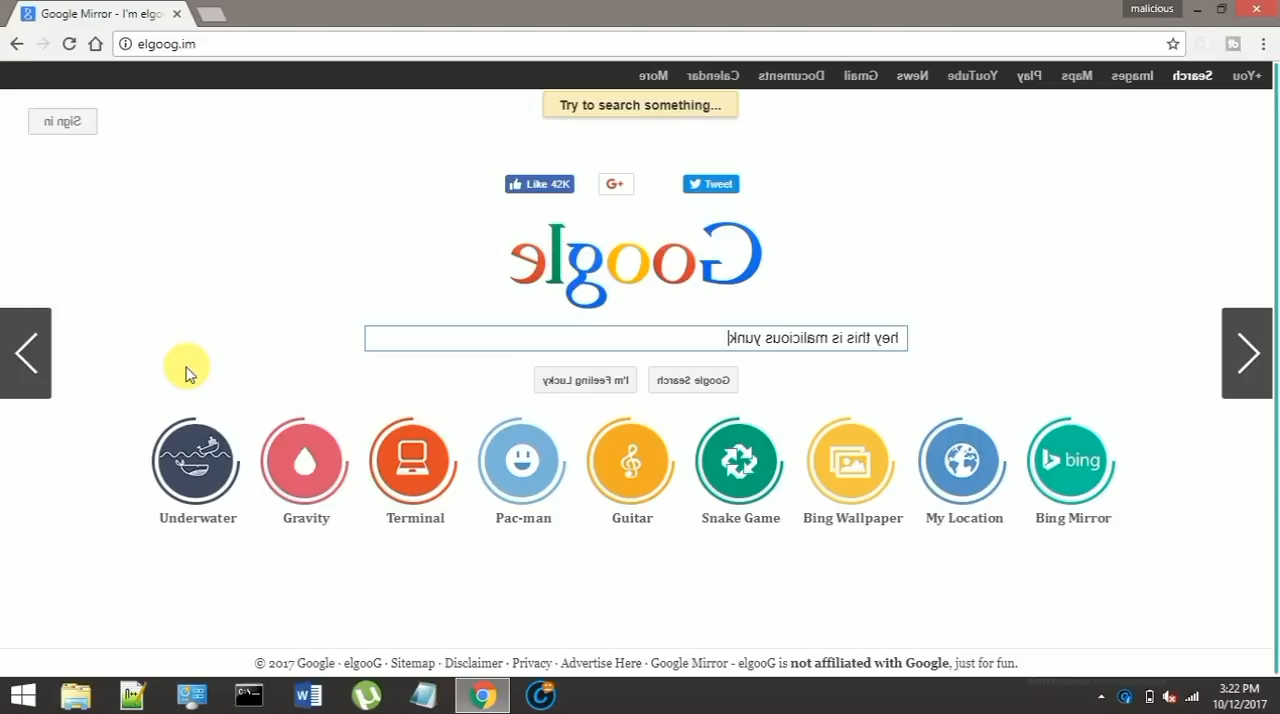 Google Mirror - I'm elgo
malicious
elgoog.im
+You Search Images Maps Play YouTube News Gmail Documents Calendar More
Try to search something...
Sign in
Like 42K
G+
Tweet
Google
hey this is malicious yunk
Google Search I'm Feeling Lucky
bing
Underwater Gravity Terminal Pac-man Guitar Snake Game Bing Wallpaper My Location Bing Mirror
© 2017 Google · elgooG · Sitemap · Disclaimer · Privacy · Advertise Here · Google Mirror - elgooG is not affiliated with Google, just for fun.
3:22 PM
10/12/2017